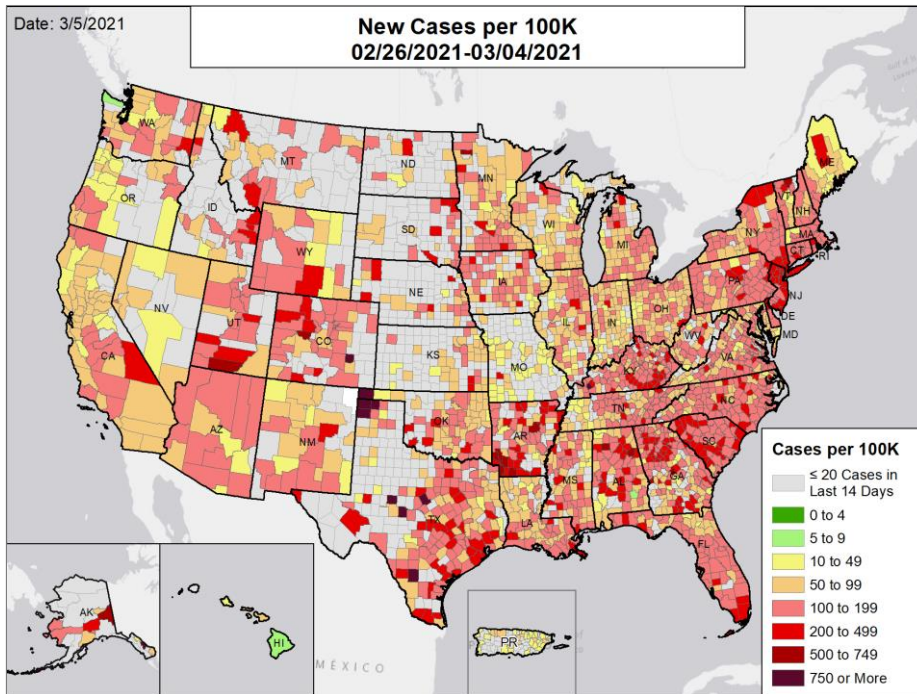 Date: 3/5/2021
New Cases per 100K
02/26/2021-03/04/2021
WA
MT
ND
MN
ME
OR
ID
SD
WI
MI
VT
NH
NY
MA
CT
RI
WY
IA
PA
NJ
NE
NV
UT
CO
IL
IN
OH
DE
MD
WV
VA
CA
KS
MO
KY
AZ
NM
OK
AR
TN
NC
SC
MS
AL
GA
TX
LA
FL
AK
HI
PR
MÉXICO
Cases per 100K
≤ 20 Cases in
Last 14 Days
0 to 4
5 to 9
10 to 49
50 to 99
100 to 199
200 to 499
500 to 749
750 or More